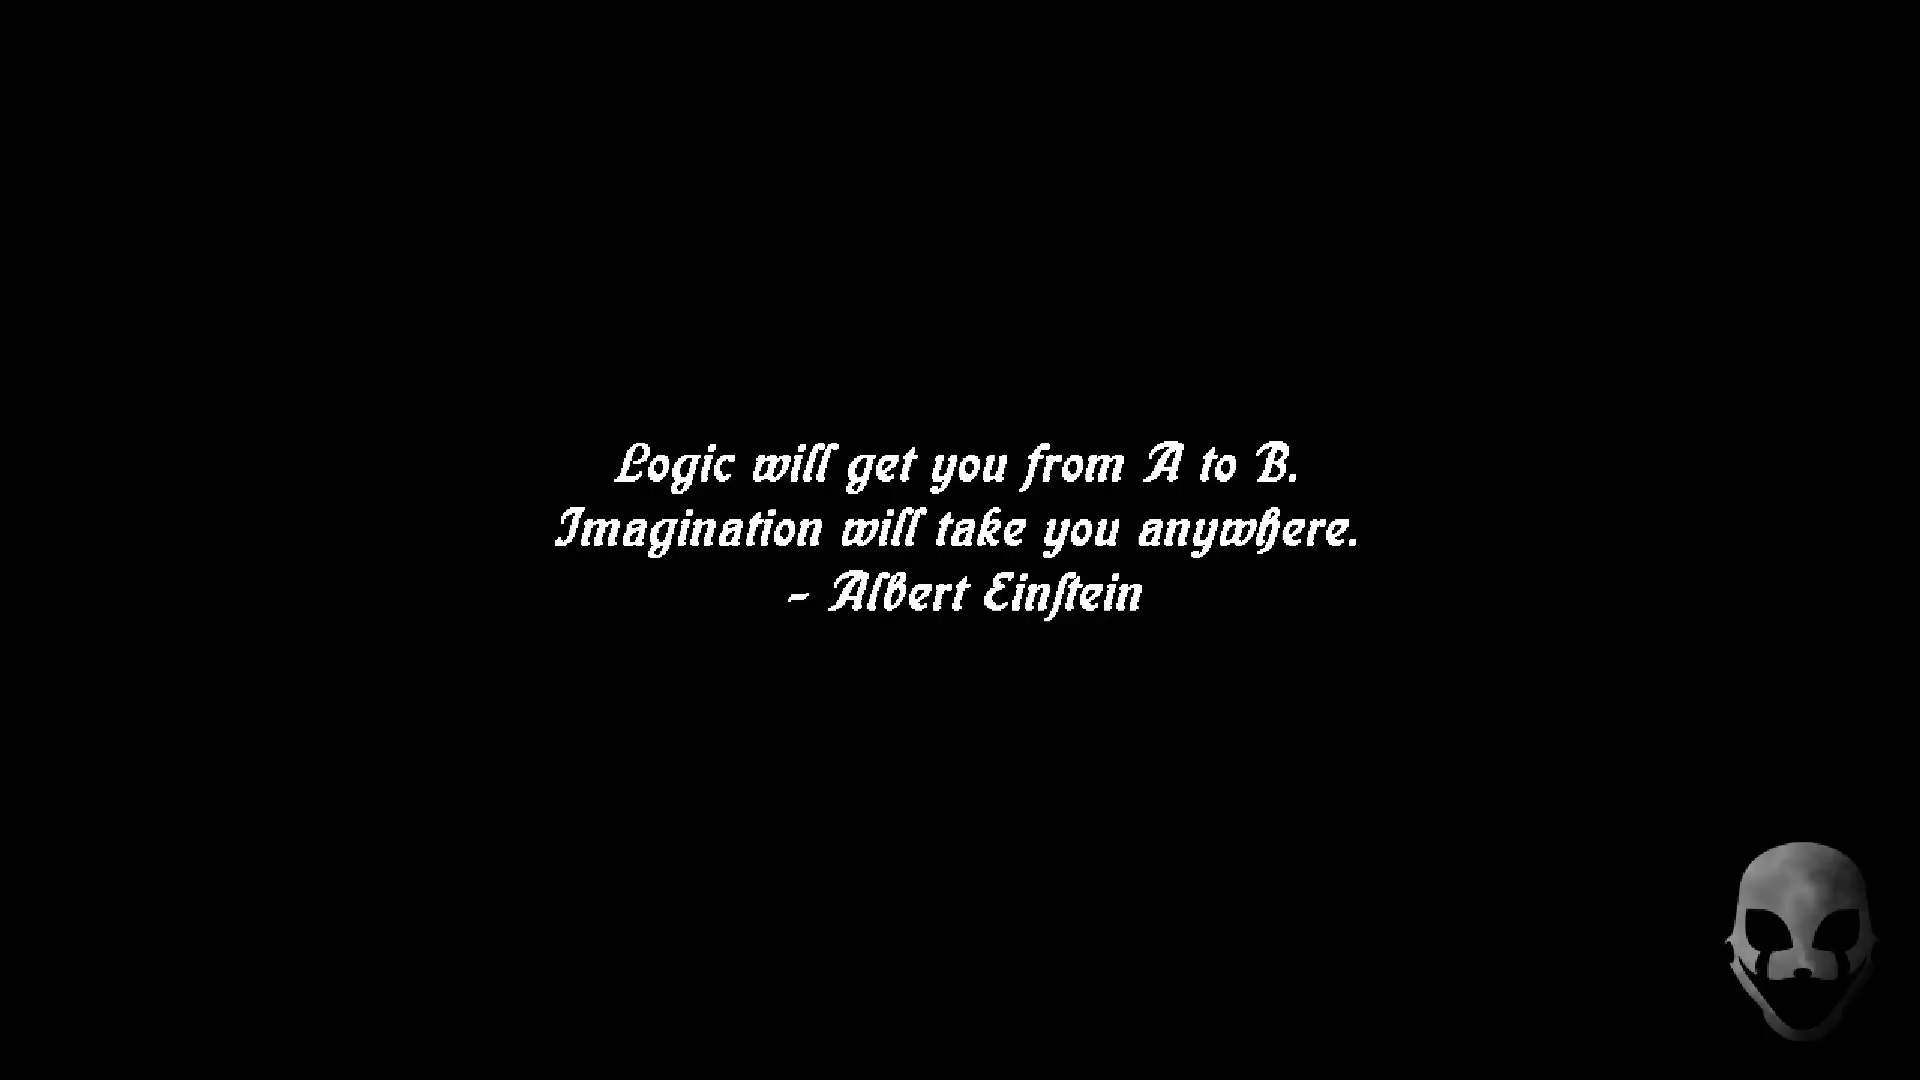 Logic will get you from A to B.
Imagination will take you anywhere.
- Albert Einstein